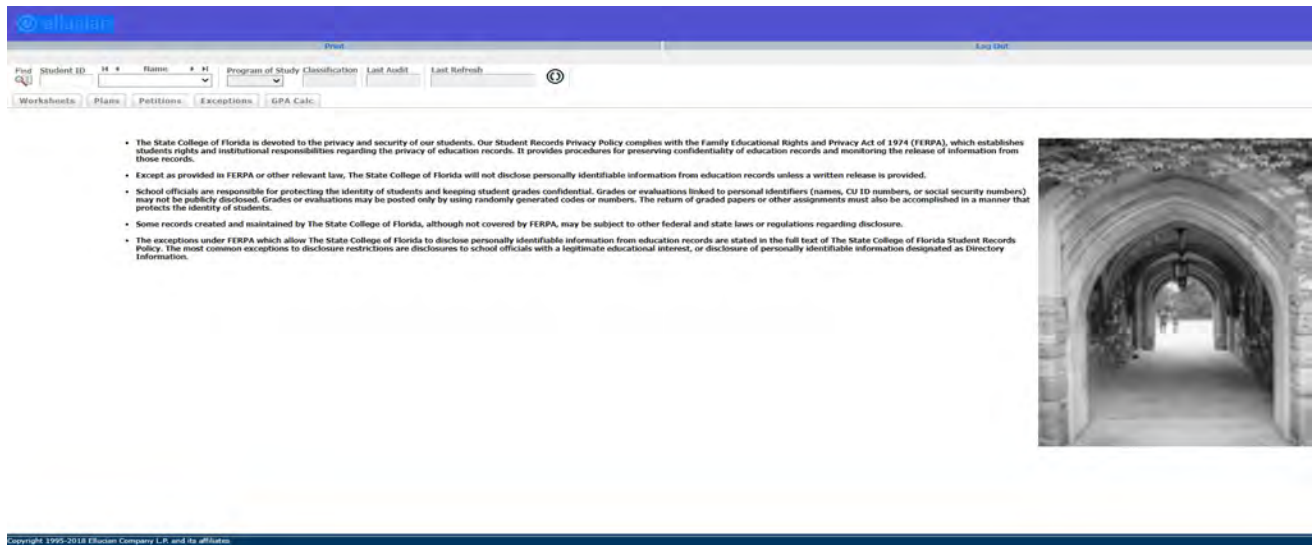 ellucian
Print Log Out
Find Student ID Name Program of Study Classification Last Audit Last Refresh
Worksheets Plans Petitions Exceptions GPA Calc
• The State College of Florida is devoted to the privacy and security of our students. Our Student Records Privacy Policy complies with the Family Educational Rights and Privacy Act of 1974 (FERPA), which establishes
students rights and institutional responsibilities regarding the privacy of education records. It provides procedures for preserving confidentiality of education records and monitoring the release of information from
those records.
• Except as provided in FERPA or other relevant law, The State College of Florida will not disclose personally identifiable information from education records unless a written release is provided.
• School officials are responsible for protecting the identity of students and keeping student grades confidential. Grades or evaluations linked to personal identifiers (names, CU ID numbers, or social security numbers)
may not be publicly disclosed. Grades or evaluations may be posted only by using randomly generated codes or numbers. The return of graded papers or other assignments must also be accomplished in a manner that
protects the identity of students.
• Some records created and maintained by The State College of Florida, although not covered by FERPA, may be subject to other federal and state laws or regulations regarding disclosure.
• The exceptions under FERPA which allow The State College of Florida to disclose personally identifiable information from education records are stated in the full text of The State College of Florida Student Records
Policy. The most common exceptions to disclosure restrictions are disclosures to school officials with a legitimate educational interest, or disclosure of personally identifiable information designated as Directory
Information.
Copyright 1995-2018 Ellucian Company L.P. and its affiliates.